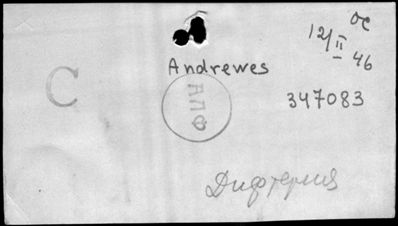 ос
12/II 46
Andrewes
С
АЛФ
347083
Дифтерия